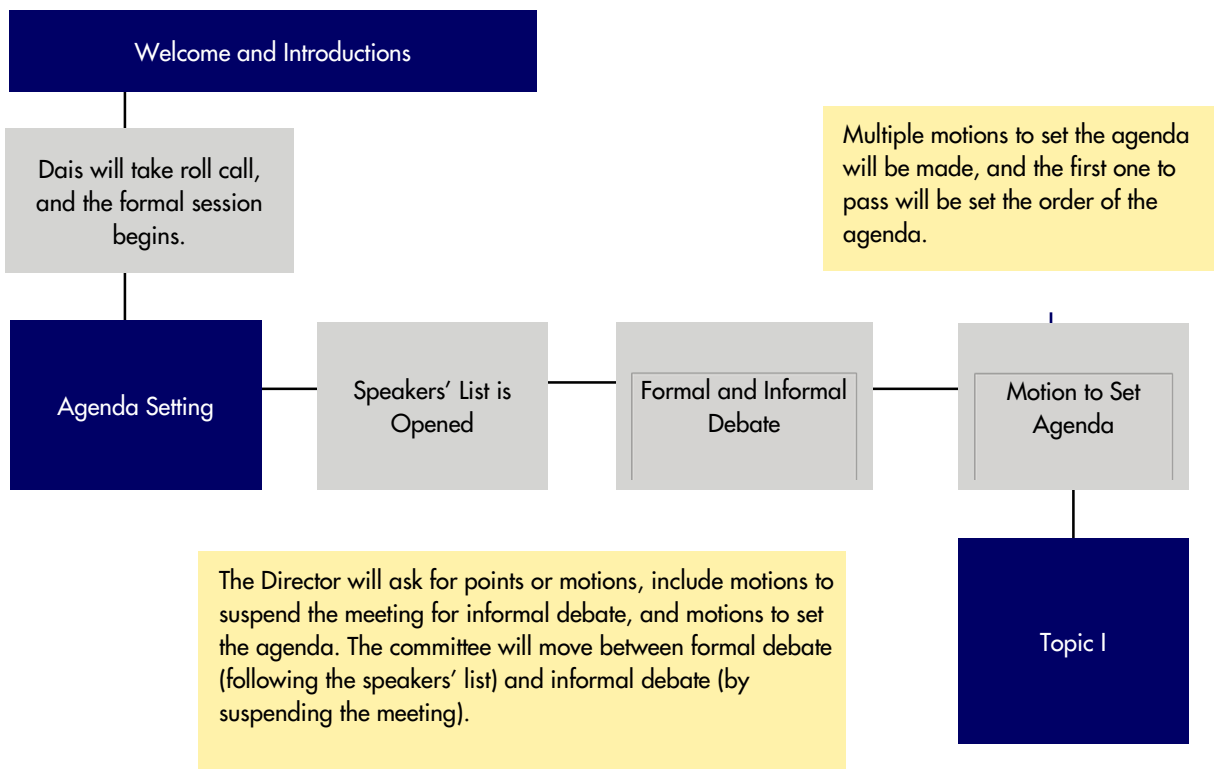 Welcome and Introductions
Dais will take roll call,
and the formal session
begins.
Multiple motions to set the agenda
will be made, and the first one to
pass will be set the order of the
agenda.
Agenda Setting
Speakers’ List is
Opened
Formal and Informal
Debate
Motion to Set
Agenda
The Director will ask for points or motions, include motions to
suspend the meeting for informal debate, and motions to set
the agenda. The committee will move between formal debate
(following the speakers’ list) and informal debate (by
suspending the meeting).
Topic I